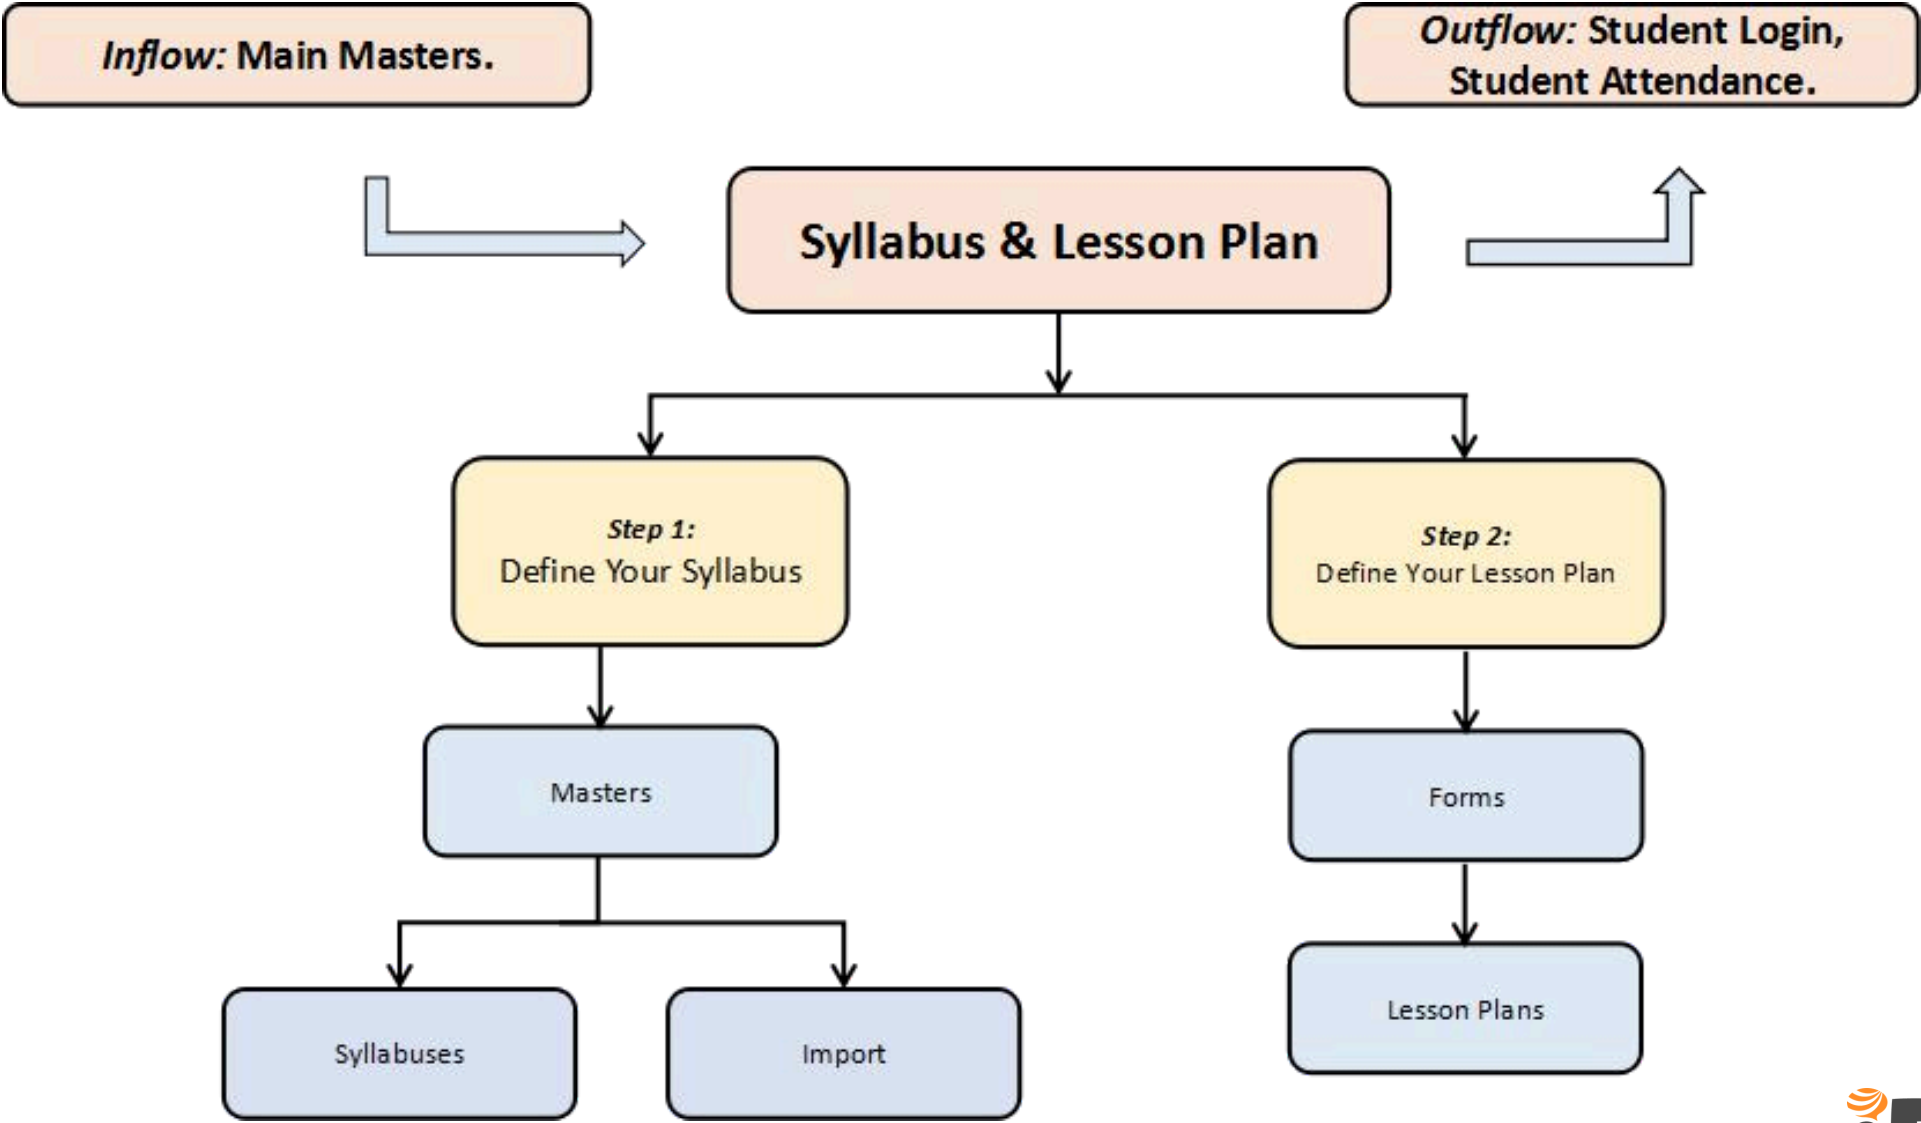 Inflow: Main Masters.
Outflow: Student Login,
Student Attendance.
Syllabus & Lesson Plan
Step 1:
Define Your Syllabus
Step 2:
Define Your Lesson Plan
Masters
Forms
Syllabuses
Import
Lesson Plans